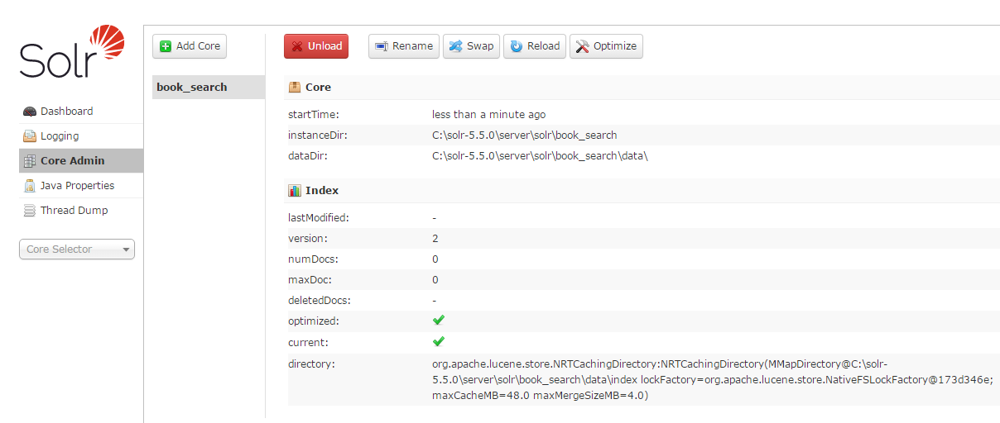 Solr
Add Core
Unload
Rename
Swap
Reload
Optimize
book_search
Dashboard
Logging
Core Admin
Java Properties
Thread Dump
Core Selector
Core
startTime: less than a minute ago
instanceDir: C:\solr-5.5.0\server\solr\book_search
dataDir: C:\solr-5.5.0\server\solr\book_search\data\
Index
lastModified: -
version: 2
numDocs: 0
maxDoc: 0
deletedDocs: -
optimized:
current:
directory: org.apache.lucene.store.NRTCachingDirectory:NRTCachingDirectory(MMapDirectory@C:\solr-
5.5.0\server\solr\book_search\data\index lockFactory=org.apache.lucene.store.NativeFSLockFactory@173d346e;
maxCacheMB=48.0 maxMergeSizeMB=4.0)